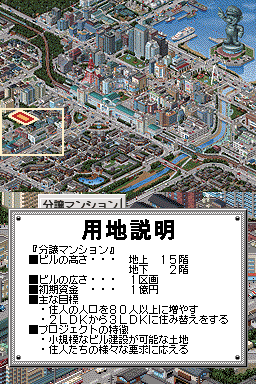 分譲マンション
用地説明
『分譲マンション』
■ビルの高さ・・・ 地上 15階
地下 2階
■ビルの広さ・・・ 1区画
■初期資金・・・ 1億円
■主な目標
・住人の人口を80人以上に増やす
・2LDKから3LDKに住み替えをする
■プロジェクトの特徴
・小規模なビル建設が可能な土地
・住人たちの様々な要求に応える